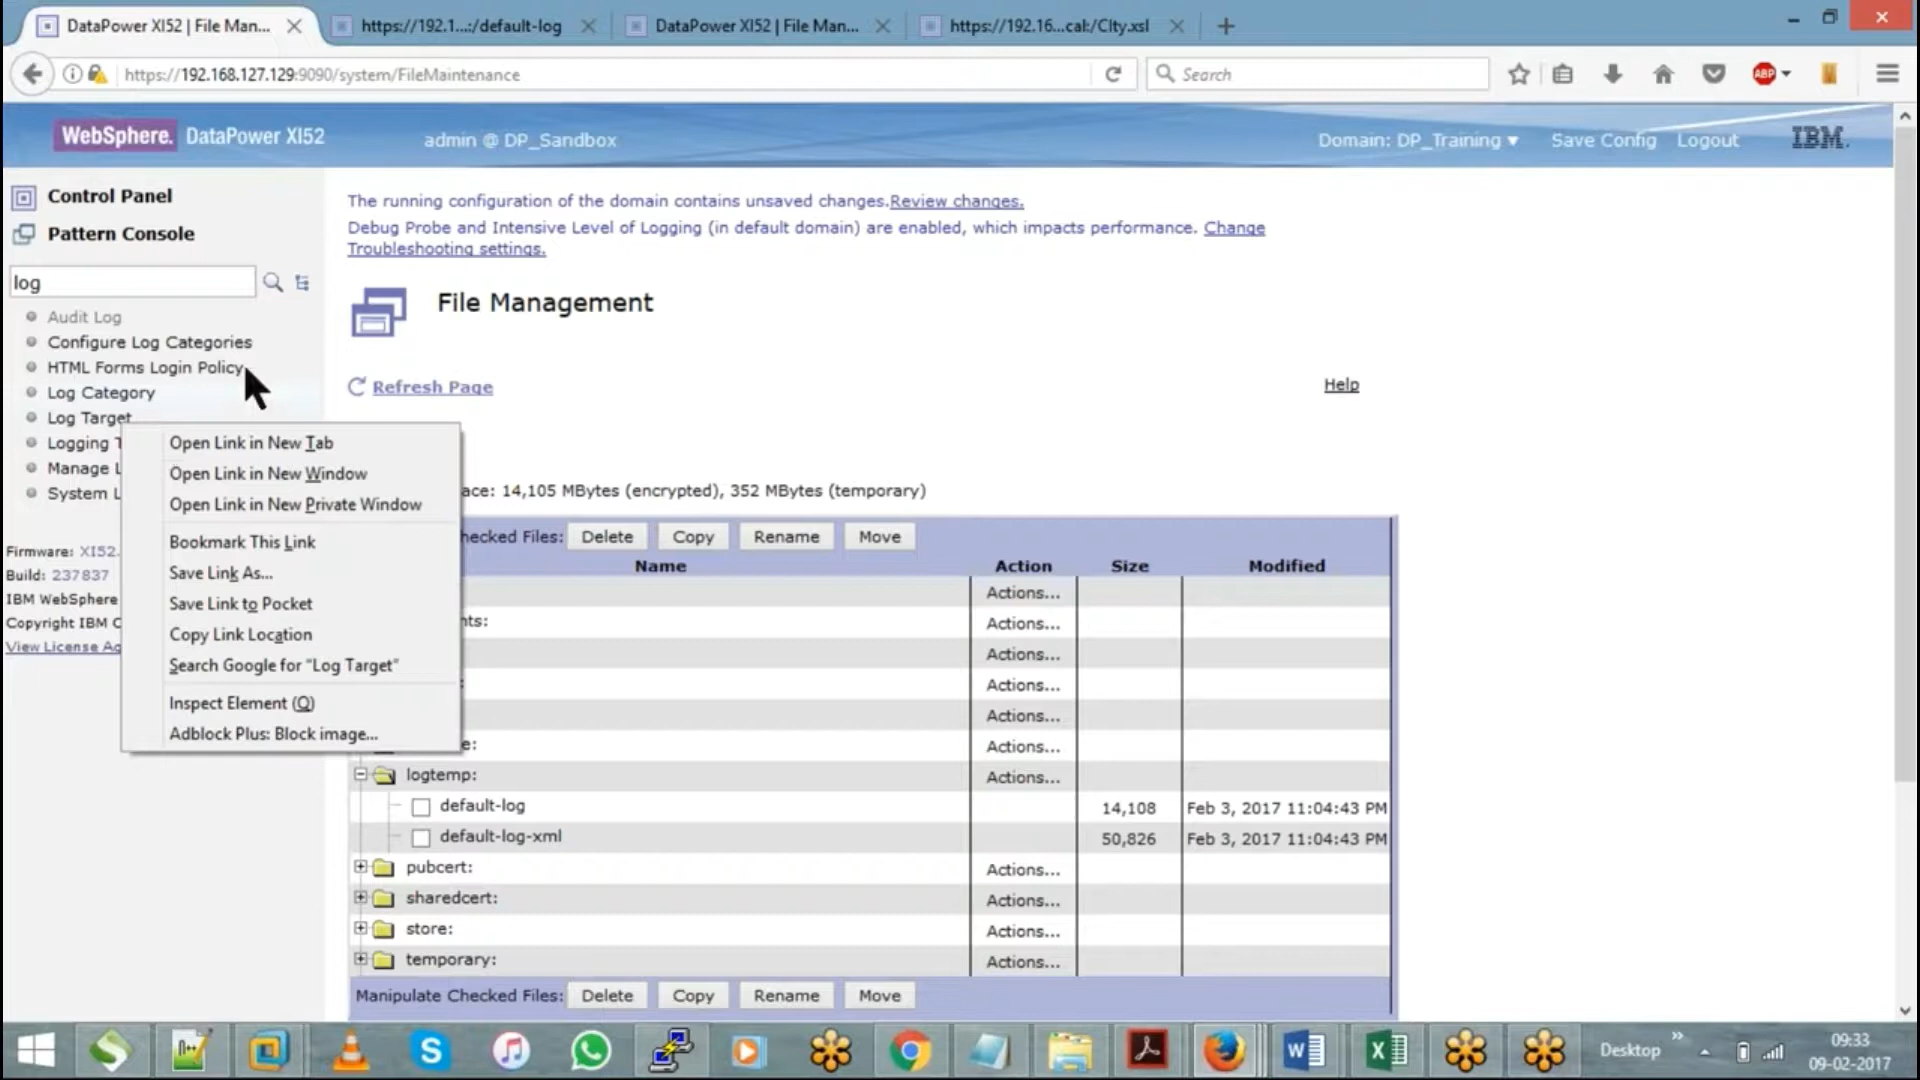 DataPower XI52 | File Man...
https://192.1...:/default-log
DataPower XI52 | File Man...
https://192.16...cal:/CIty.xsl
https://192.168.127.129:9090/system/FileMaintenance
Search
ABP
WebSphere. DataPower XI52
admin @ DP_Sandbox
Domain: DP_Training
Save Config
Logout
IBM.
Control Panel
Pattern Console
log
Audit Log
Configure Log Categories
HTML Forms Login Policy
Log Category
Log Target
Logging T
Manage L
System L
Firmware: XI52.
Build: 237837
IBM WebSphere
Copyright IBM C
View License Ag
Open Link in New Tab
Open Link in New Window
Open Link in New Private Window
Bookmark This Link
Save Link As...
Save Link to Pocket
Copy Link Location
Search Google for "Log Target"
Inspect Element (Q)
Adblock Plus: Block image...
The running configuration of the domain contains unsaved changes.Review changes.
Debug Probe and Intensive Level of Logging (in default domain) are enabled, which impacts performance. Change
Troubleshooting settings.
File Management
Refresh Page
Help
ace: 14,105 MBytes (encrypted), 352 MBytes (temporary)
hecked Files: Delete Copy Rename Move
Name Action Size Modified
Actions...
nts: Actions...
Actions...
: Actions...
Actions...
e: Actions...
logtemp: Actions...
default-log 14,108 Feb 3, 2017 11:04:43 PM
default-log-xml 50,826 Feb 3, 2017 11:04:43 PM
pubcert: Actions...
sharedcert: Actions...
store: Actions...
temporary: Actions...
Manipulate Checked Files: Delete Copy Rename Move
Desktop
09:33
09-02-2017